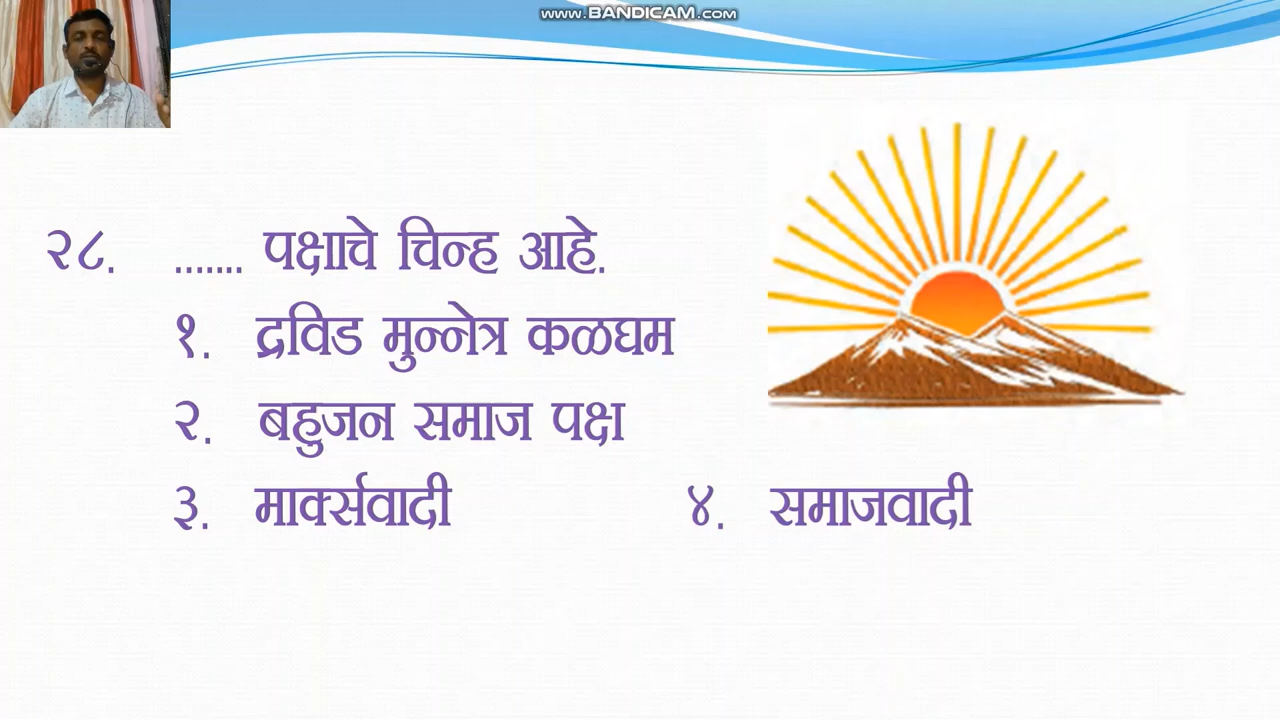 www.BANDICAM.com
२८. ....... पक्षाचे चिन्ह आहे.
१. द्रविड मुन्नेत्र कळघम
२. बहुजन समाज पक्ष
३. मार्क्सवादी ४. समाजवादी